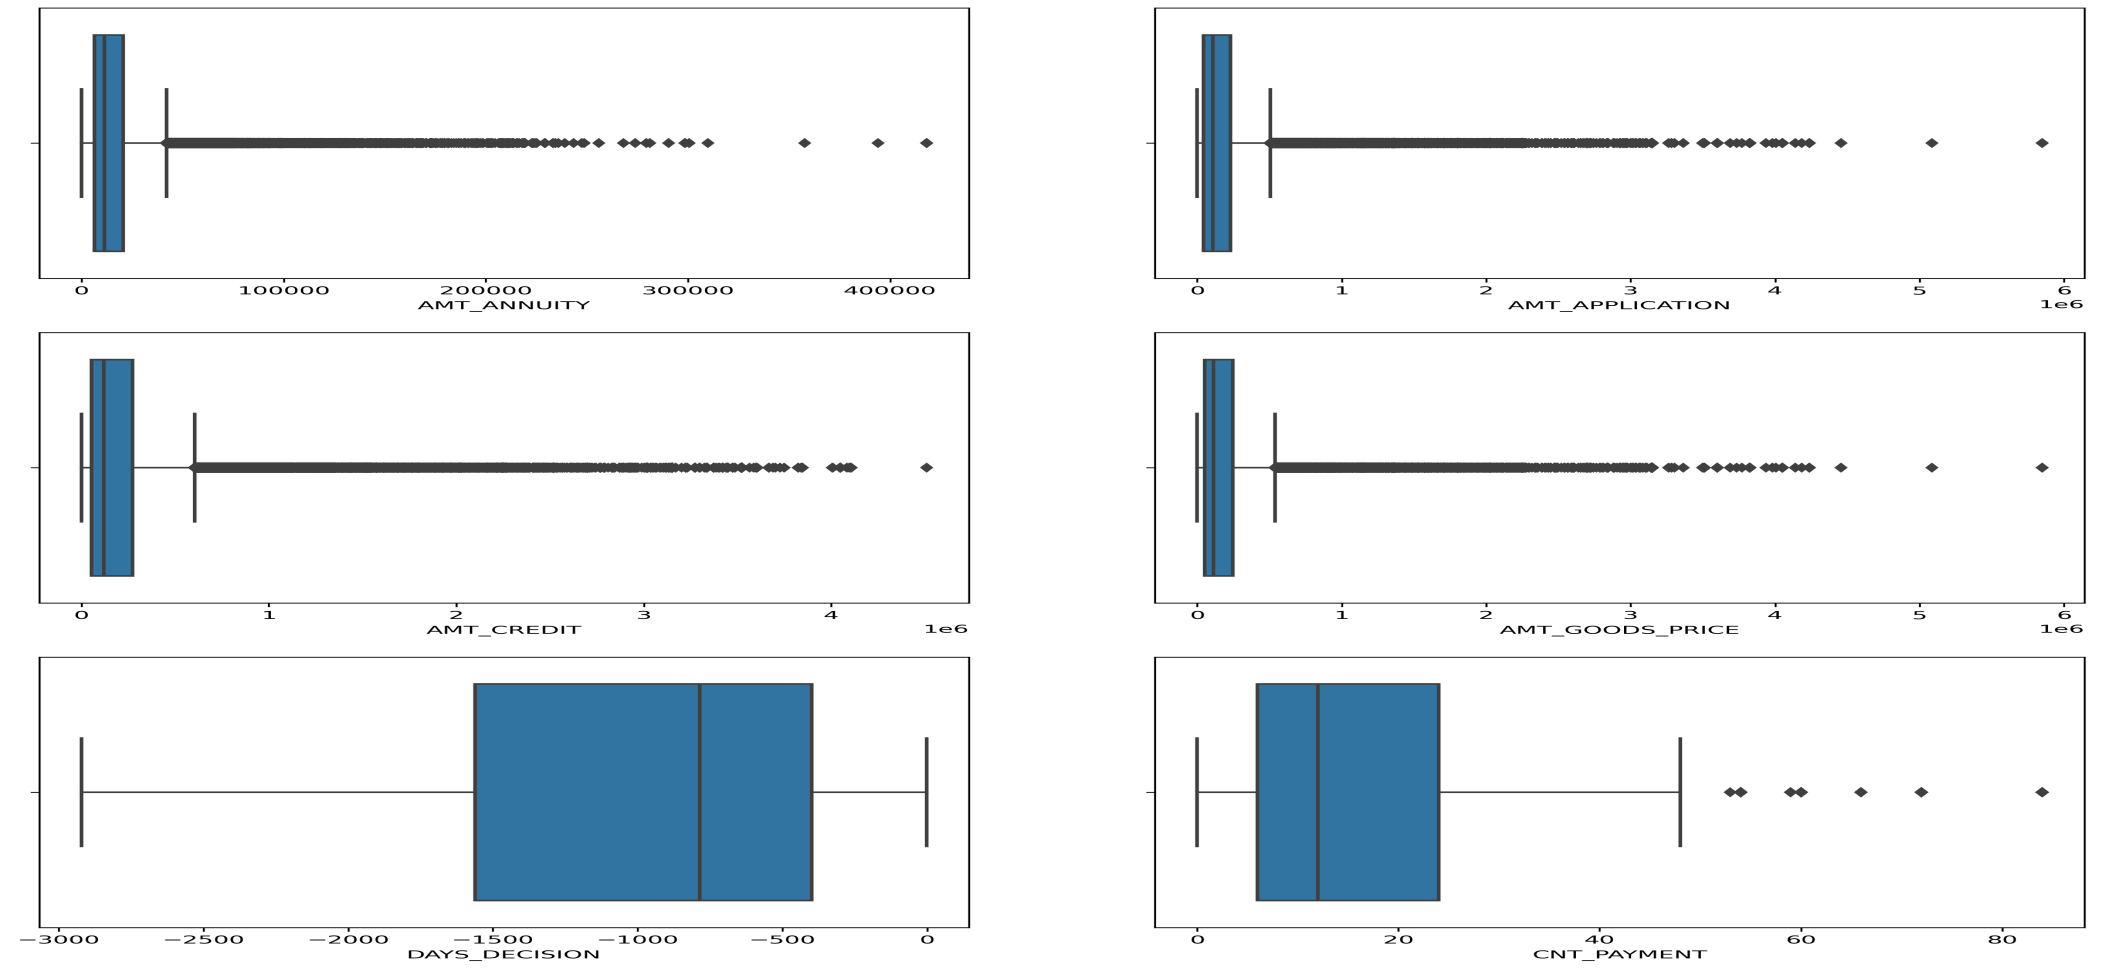 0 100000 200000 300000 400000
AMT_ANNUITY
0 1 2 3 4 5 6
1e6
AMT_APPLICATION
0 1 2 3 4
1e6
AMT_CREDIT
0 1 2 3 4 5 6
1e6
AMT_GOODS_PRICE
−3000 −2500 −2000 −1500 −1000 −500 0
DAYS_DECISION
0 20 40 60 80
CNT_PAYMENT